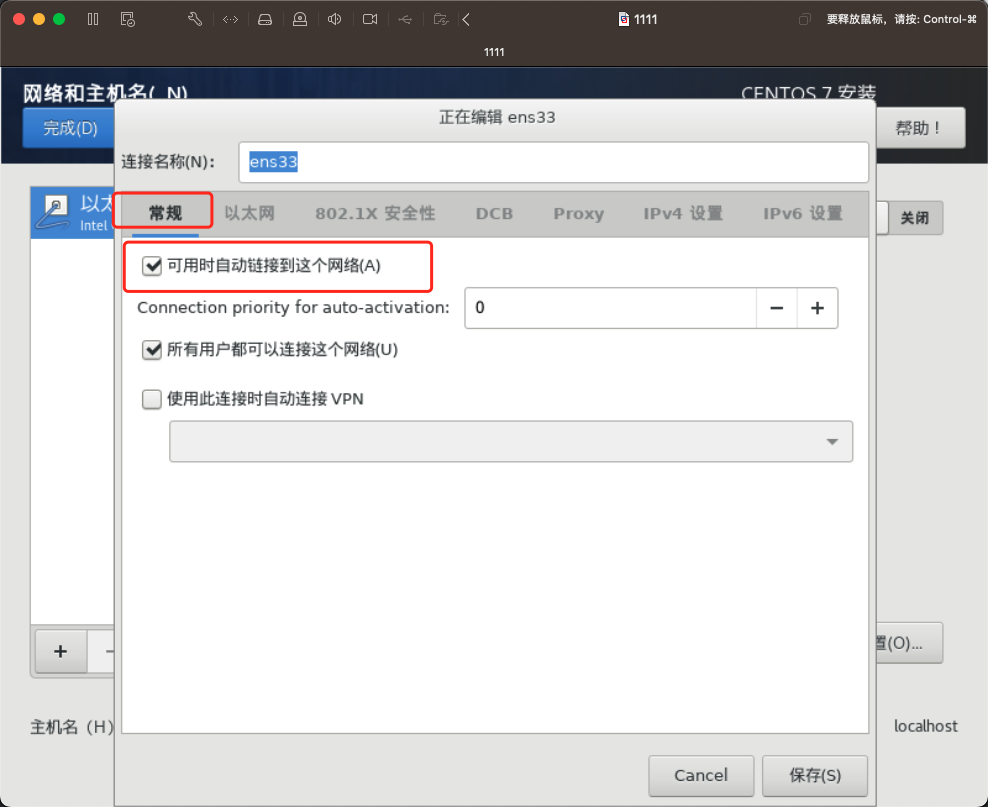 1111
要释放鼠标，请按: Control-⌘
1111
网络和主机名(_N)
CENTOS 7 安装
完成(D)
帮助！
正在编辑 ens33
连接名称(N)：
ens33
以太
Intel
常规
以太网
802.1X 安全性
DCB
Proxy
IPv4 设置
IPv6 设置
关闭
可用时自动链接到这个网络(A)
Connection priority for auto-activation:
0
− +
所有用户都可以连接这个网络(U)
使用此连接时自动连接 VPN
+ −
置(O)...
主机名（H）
localhost
Cancel
保存(S)